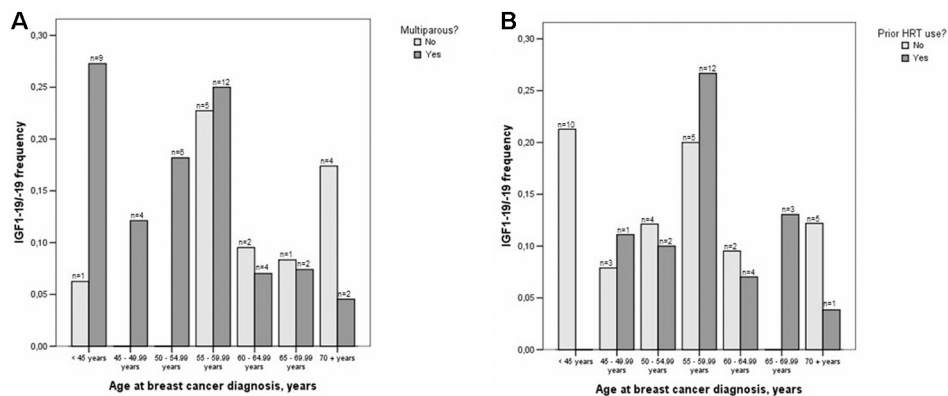 A
Multiparous?
No
Yes
IGF1-19/-19 frequency
0,30
0,25
0,20
0,15
0,10
0,05
0,00
n=1
n=9
n=4
n=6
n=5
n=12
n=2
n=4
n=1
n=2
n=4
n=2
< 45 years
45 - 49,99 years
50 - 54,99 years
55 - 59,99 years
60 - 64,99 years
65 - 69,99 years
70 + years
Age at breast cancer diagnosis, years
B
Prior HRT use?
No
Yes
IGF1-19/-19 frequency
0,30
0,25
0,20
0,15
0,10
0,05
0,00
n=10
n=3
n=1
n=4
n=2
n=5
n=12
n=2
n=4
n=3
n=5
n=1
< 45 years
45 - 49,99 years
50 - 54,99 years
55 - 59,99 years
60 - 64,99 years
65 - 69,99 years
70 + years
Age at breast cancer diagnosis, years